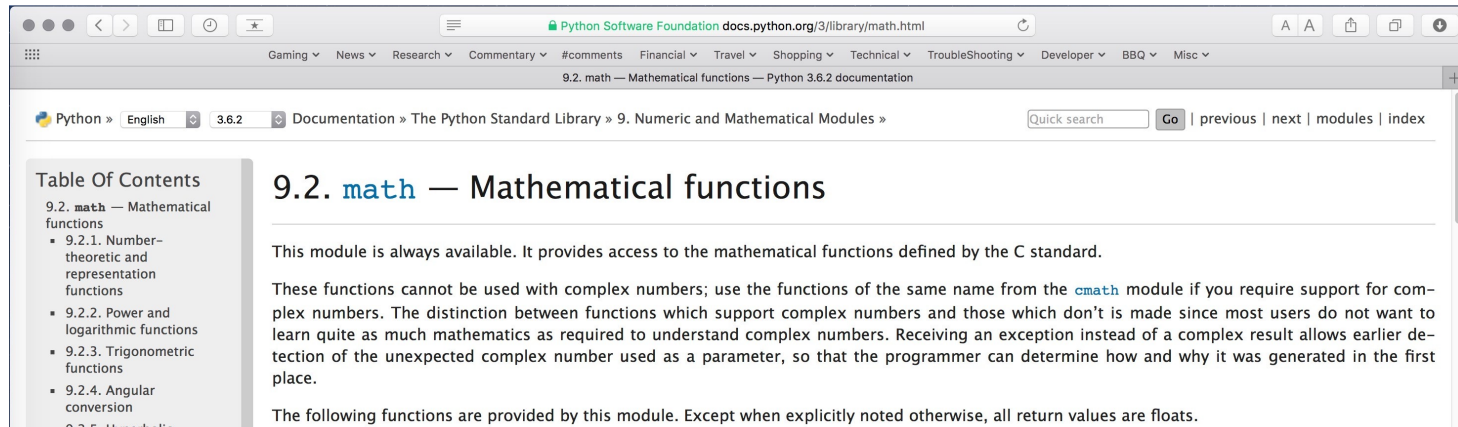 Python Software Foundation docs.python.org/3/library/math.html
A A
Gaming News Research Commentary #comments Financial Travel Shopping Technical TroubleShooting Developer BBQ Misc
9.2. math — Mathematical functions — Python 3.6.2 documentation
Python » English 3.6.2 Documentation » The Python Standard Library » 9. Numeric and Mathematical Modules » Quick search Go | previous | next | modules | index
Table Of Contents
9.2. math — Mathematical
functions
9.2.1. Number-
theoretic and
representation
functions
9.2.2. Power and
logarithmic functions
9.2.3. Trigonometric
functions
9.2.4. Angular
conversion
9.2. math — Mathematical functions
This module is always available. It provides access to the mathematical functions defined by the C standard.
These functions cannot be used with complex numbers; use the functions of the same name from the cmath module if you require support for com-
plex numbers. The distinction between functions which support complex numbers and those which don't is made since most users do not want to
learn quite as much mathematics as required to understand complex numbers. Receiving an exception instead of a complex result allows earlier de-
tection of the unexpected complex number used as a parameter, so that the programmer can determine how and why it was generated in the first
place.
The following functions are provided by this module. Except when explicitly noted otherwise, all return values are floats.